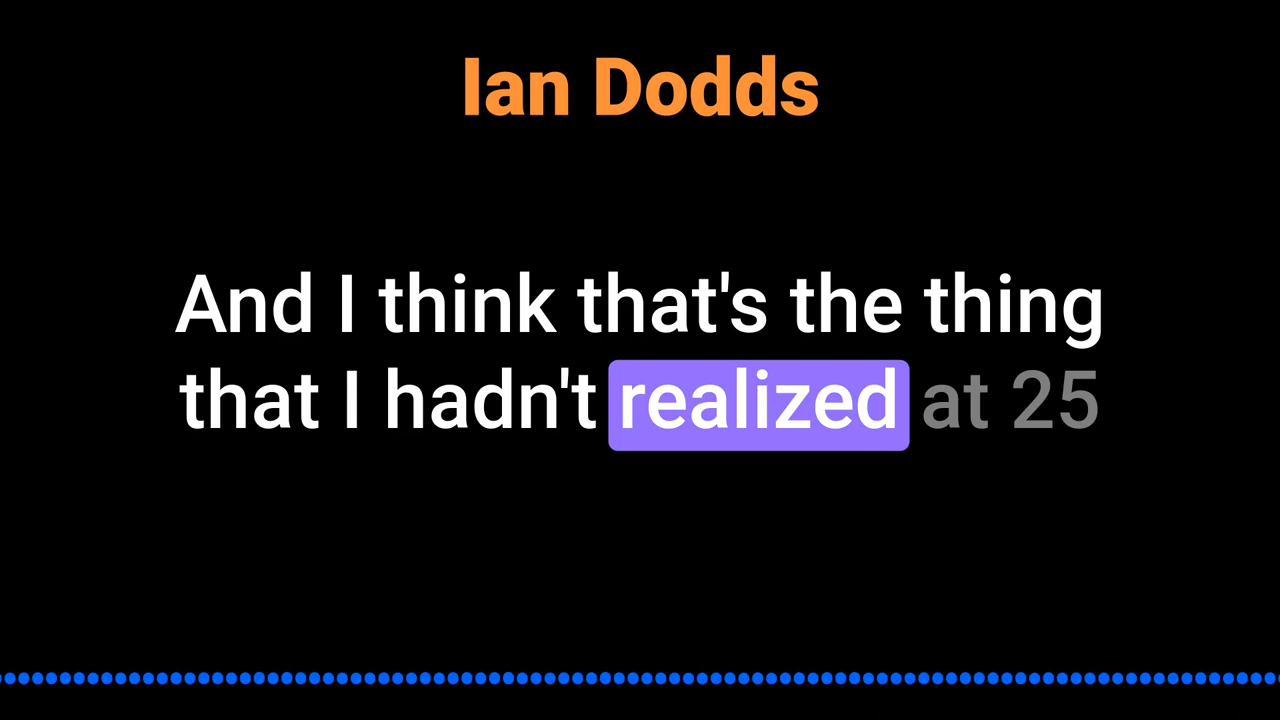 Ian Dodds
And I think that's the thing
that I hadn't realized at 25